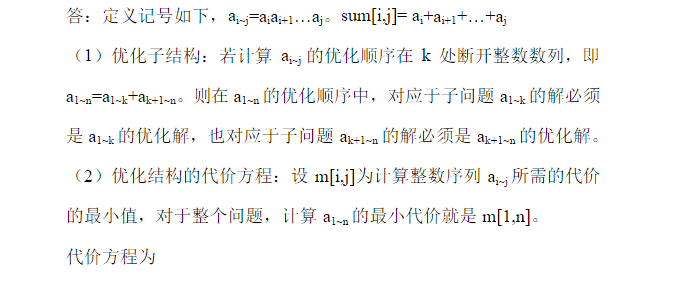 答：定义记号如下，ai~j=aiai+1…aj。sum[i,j]= ai+ai+1+…+aj
（1）优化子结构：若计算 ai~j 的优化顺序在 k 处断开整数数列，即
a1~n=a1~k+ak+1~n。则在 a1~n 的优化顺序中，对应于子问题 a1~k 的解必须
是 a1~k 的优化解，也对应于子问题 ak+1~n 的解必须是 ak+1~n 的优化解。
（2）优化结构的代价方程：设 m[i,j]为计算整数序列 ai~j 所需的代价
的最小值，对于整个问题，计算 a1~n 的最小代价就是 m[1,n]。
代价方程为